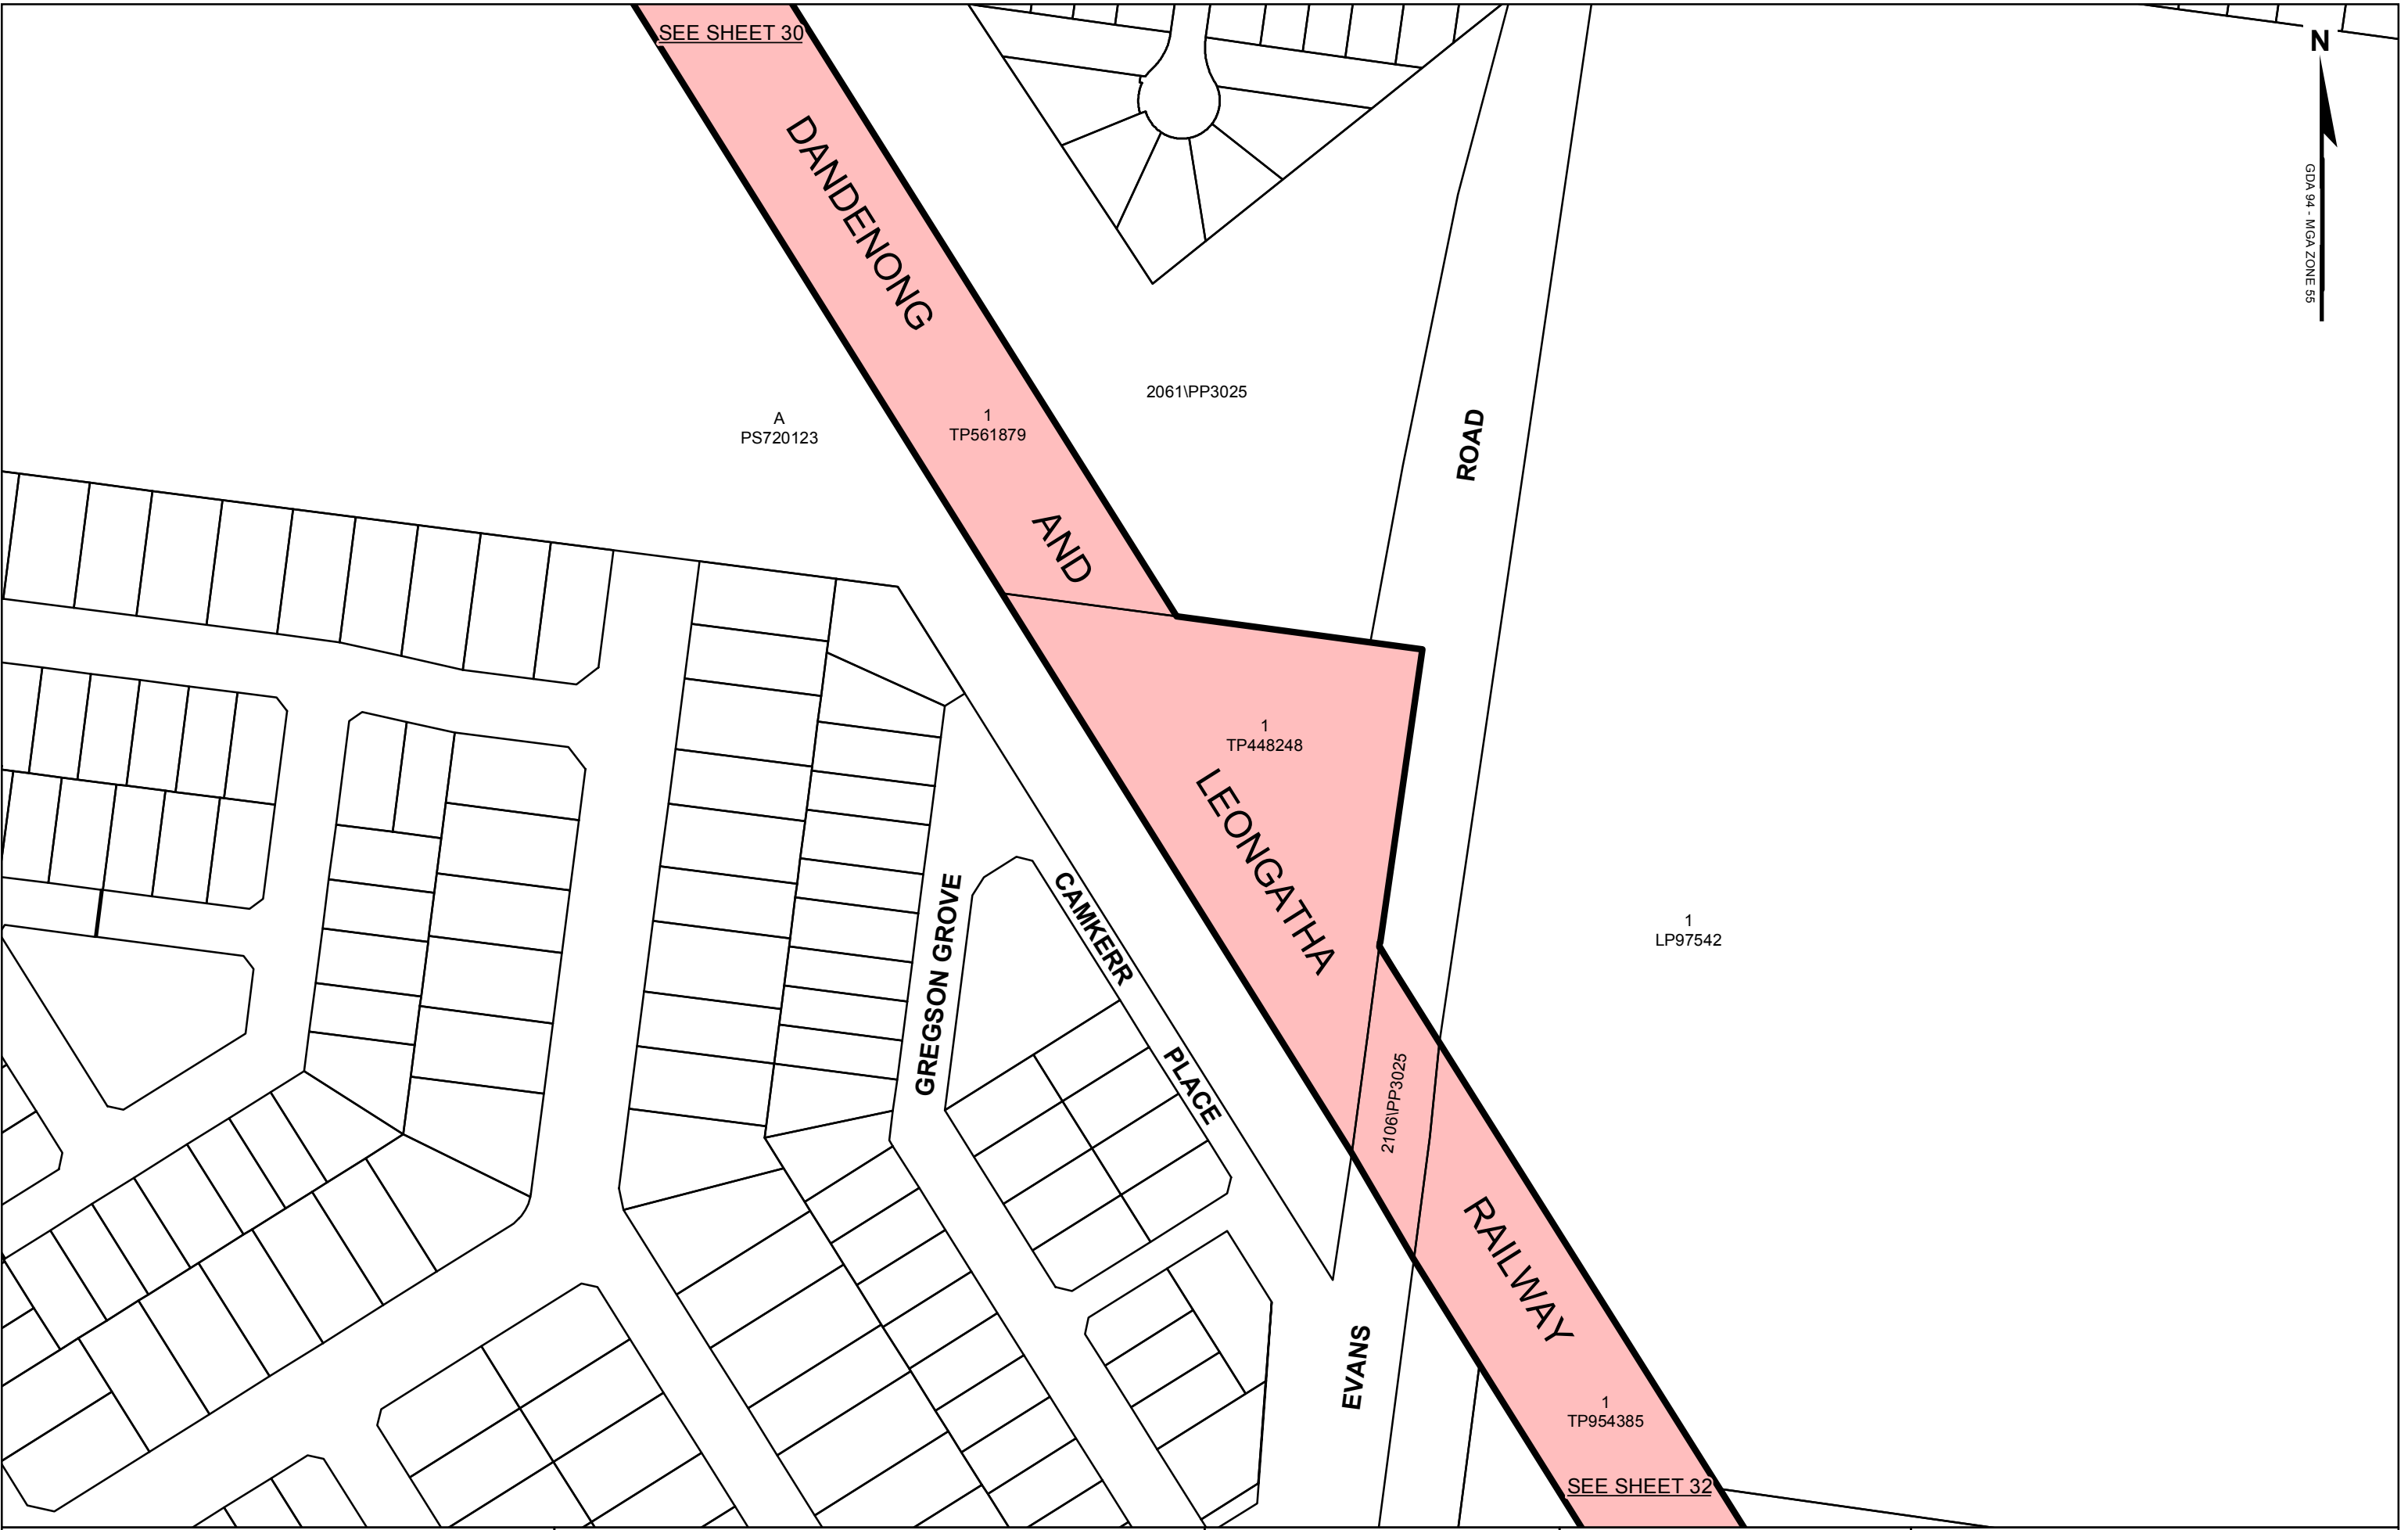 SEE SHEET 30
N
GDA 94 - MGA ZONE 55
DANDENONG
2061\PP3025
A
PS720123
1
TP561879
ROAD
AND
1
TP448248
LEONGATHA
GREGSON GROVE
CAMKERR
1
LP97542
PLACE
2106\PP3025
RAILWAY
EVANS
1
TP954385
SEE SHEET 32